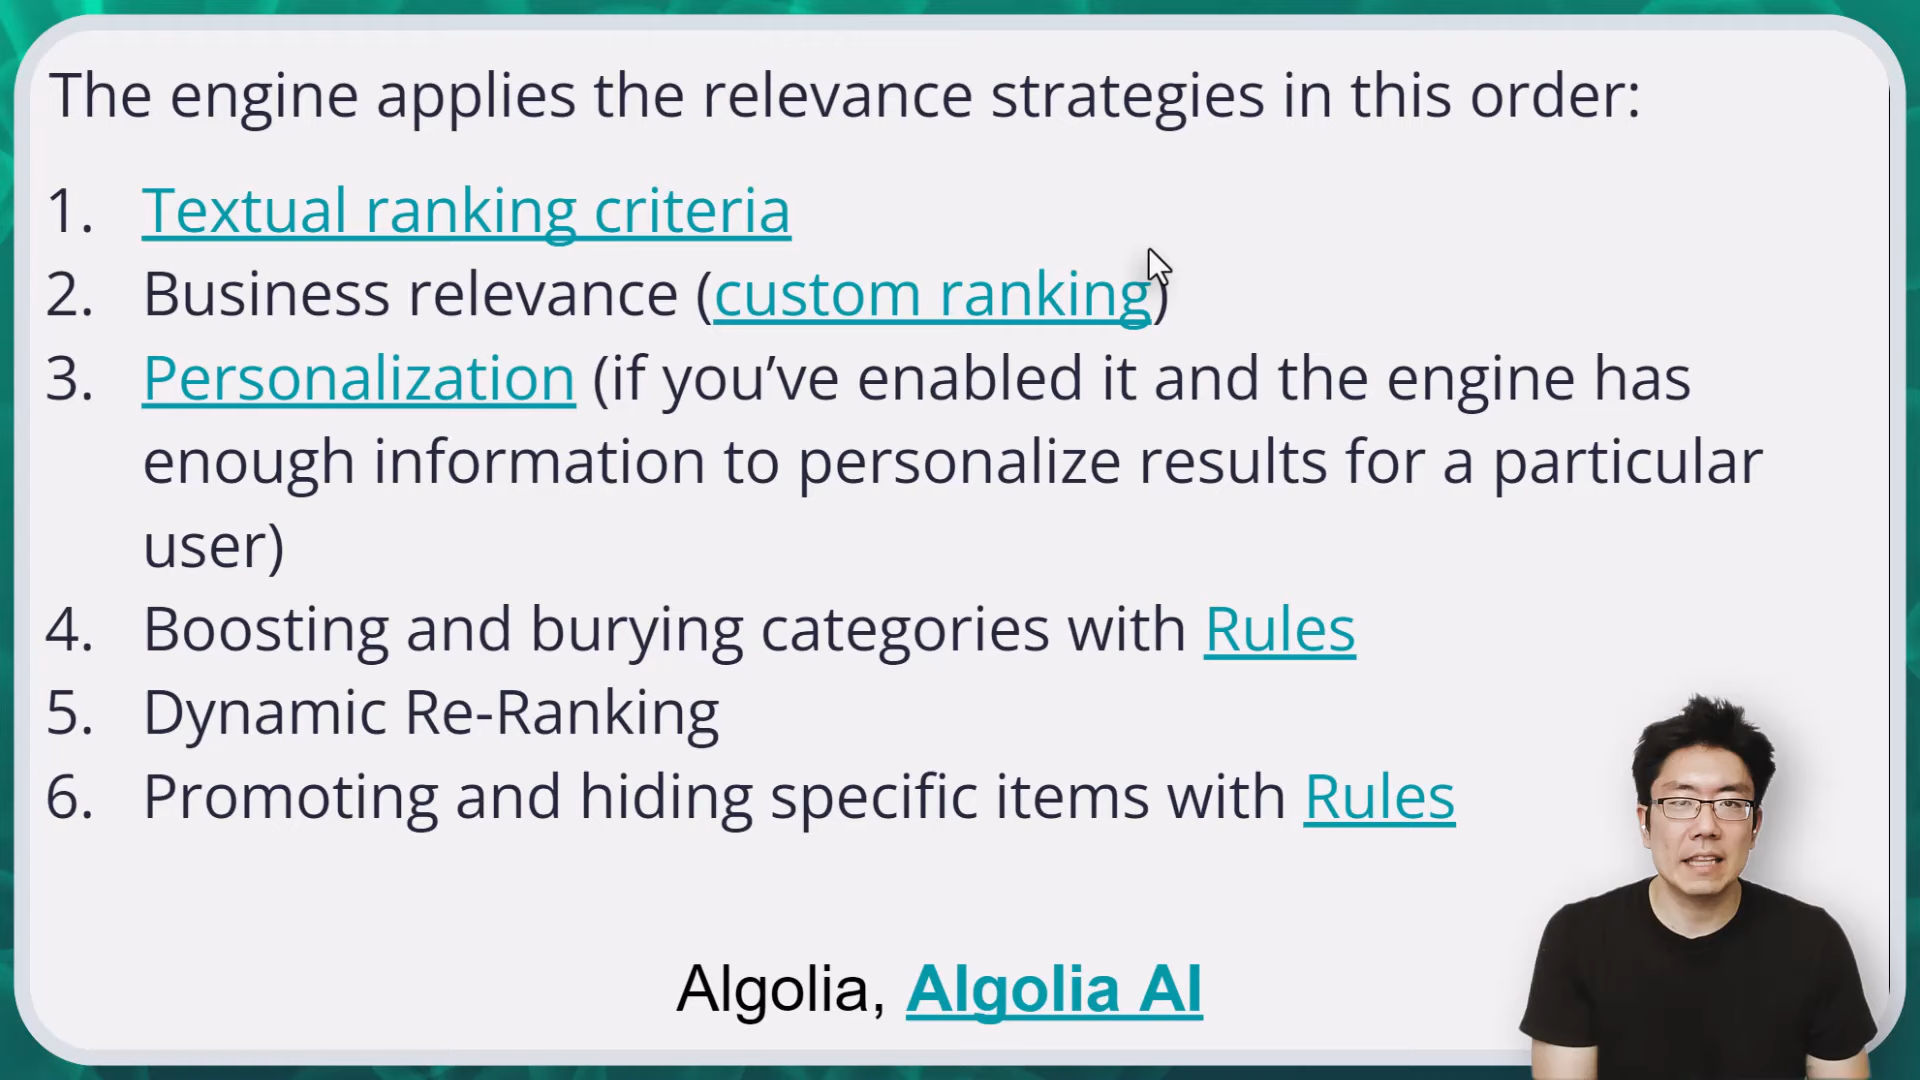 The engine applies the relevance strategies in this order:
1. Textual ranking criteria
2. Business relevance (custom ranking)
3. Personalization (if you’ve enabled it and the engine has
enough information to personalize results for a particular
user)
4. Boosting and burying categories with Rules
5. Dynamic Re-Ranking
6. Promoting and hiding specific items with Rules
Algolia, Algolia AI